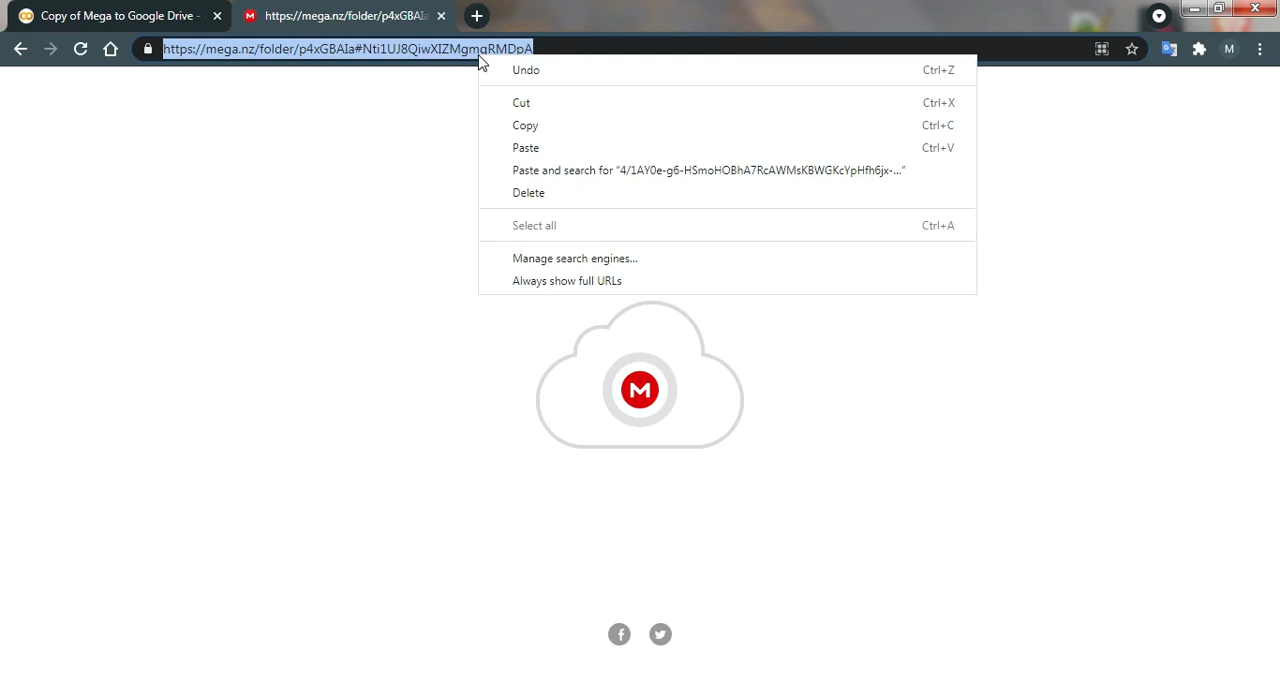 Copy of Mega to Google Drive -
https://mega.nz/folder/p4xGBAIa
https://mega.nz/folder/p4xGBAIa#Nti1UJ8QiwXIZMgmqRMDpA
M
Undo Ctrl+Z
Cut Ctrl+X
Copy Ctrl+C
Paste Ctrl+V
Paste and search for "4/1AY0e-g6-HSmoHOBhA7RcAWMsKBWGKcYpHfh6jx-..."
Delete
Select all Ctrl+A
Manage search engines...
Always show full URLs
M